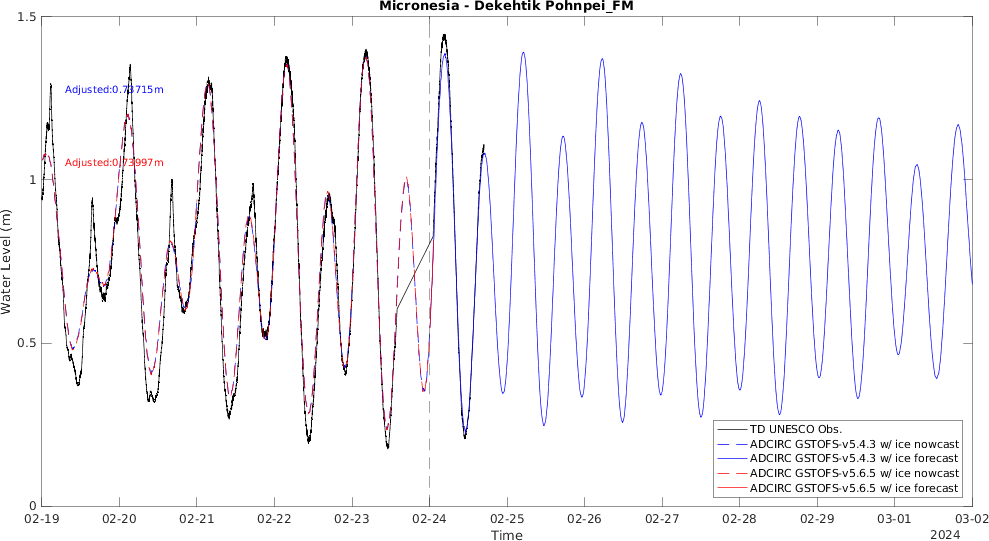 Micronesia - Dekehtik Pohnpei_FM
1.5
1
0.5
0
Water Level (m)
Adjusted:0.73715m
Adjusted:0.73997m
TD UNESCO Obs.
ADCIRC GSTOFS-v5.4.3 w/ ice nowcast
ADCIRC GSTOFS-v5.4.3 w/ ice forecast
ADCIRC GSTOFS-v5.6.5 w/ ice nowcast
ADCIRC GSTOFS-v5.6.5 w/ ice forecast
02-19 02-20 02-21 02-22 02-23 02-24 02-25 02-26 02-27 02-28 02-29 03-01 03-02
Time
2024